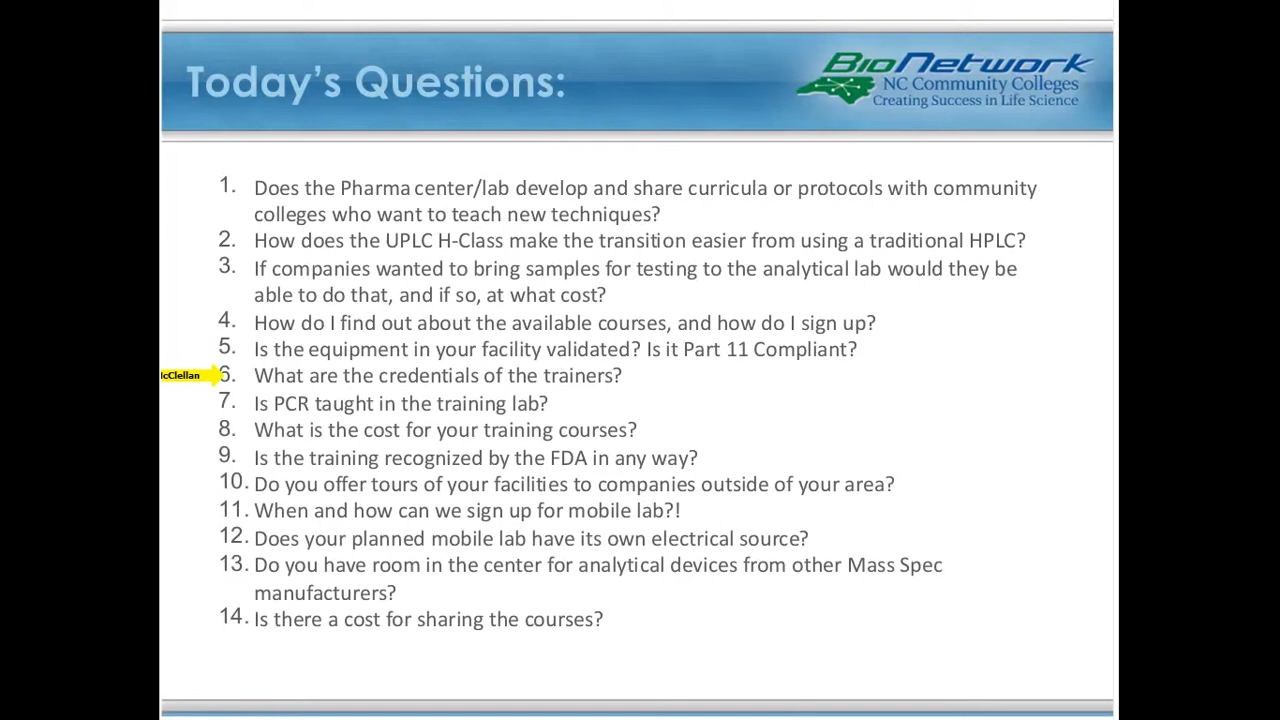 Today's Questions:
BioNetwork
NC Community Colleges
Creating Success in Life Science
1. Does the Pharma center/lab develop and share curricula or protocols with community
colleges who want to teach new techniques?
2. How does the UPLC H-Class make the transition easier from using a traditional HPLC?
3. If companies wanted to bring samples for testing to the analytical lab would they be
able to do that, and if so, at what cost?
4. How do I find out about the available courses, and how do I sign up?
5. Is the equipment in your facility validated? Is it Part 11 Compliant?
lcClellan 6. What are the credentials of the trainers?
7. Is PCR taught in the training lab?
8. What is the cost for your training courses?
9. Is the training recognized by the FDA in any way?
10. Do you offer tours of your facilities to companies outside of your area?
11. When and how can we sign up for mobile lab?!
12. Does your planned mobile lab have its own electrical source?
13. Do you have room in the center for analytical devices from other Mass Spec
manufacturers?
14. Is there a cost for sharing the courses?